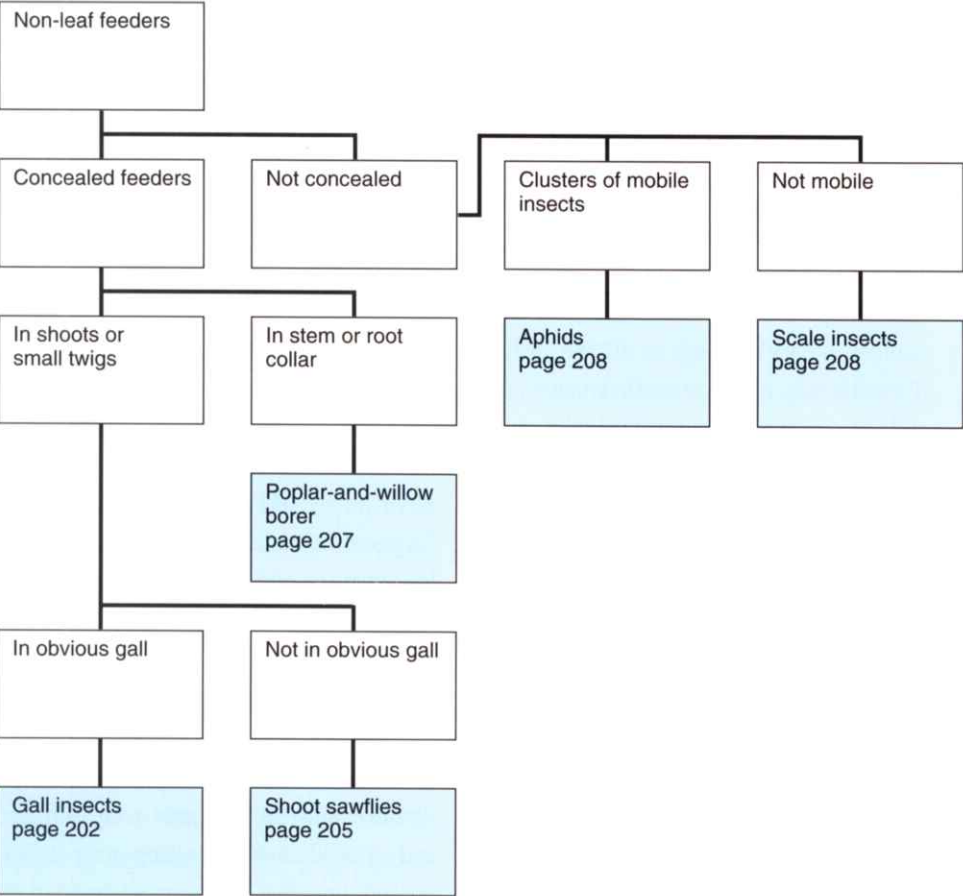 Non-leaf feeders
Concealed feeders
Not concealed
Clusters of mobile
insects
Not mobile
In shoots or
small twigs
In stem or root
collar
Aphids
page 208
Scale insects
page 208
Poplar-and-willow
borer
page 207
In obvious gall
Not in obvious gall
Gall insects
page 202
Shoot sawflies
page 205